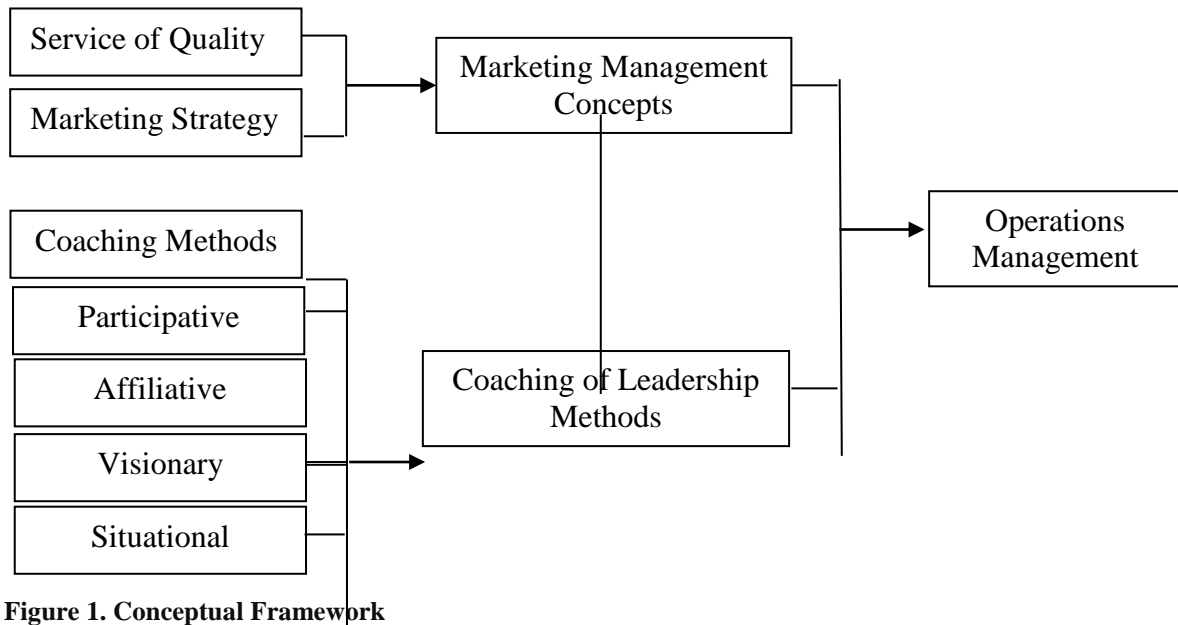 Service of Quality
Marketing Strategy
Marketing Management
Concepts
Coaching Methods
Participative
Affiliative
Visionary
Situational
Coaching of Leadership
Methods
Operations
Management
Figure 1. Conceptual Framework